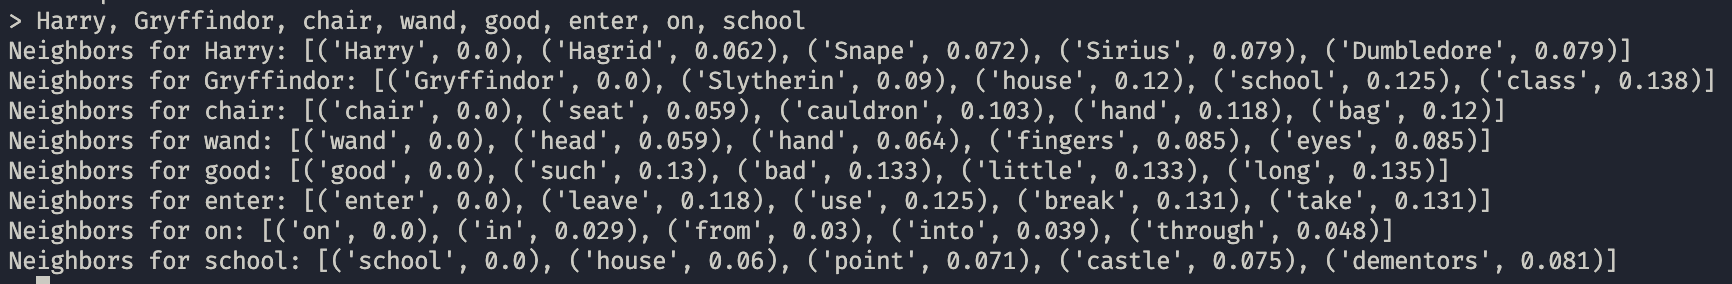 > Harry, Gryffindor, chair, wand, good, enter, on, school
Neighbors for Harry: [('Harry', 0.0), ('Hagrid', 0.062), ('Snape', 0.072), ('Sirius', 0.079), ('Dumbledore', 0.079)]
Neighbors for Gryffindor: [('Gryffindor', 0.0), ('Slytherin', 0.09), ('house', 0.12), ('school', 0.125), ('class', 0.138)]
Neighbors for chair: [('chair', 0.0), ('seat', 0.059), ('cauldron', 0.103), ('hand', 0.118), ('bag', 0.12)]
Neighbors for wand: [('wand', 0.0), ('head', 0.059), ('hand', 0.064), ('fingers', 0.085), ('eyes', 0.085)]
Neighbors for good: [('good', 0.0), ('such', 0.13), ('bad', 0.133), ('little', 0.133), ('long', 0.135)]
Neighbors for enter: [('enter', 0.0), ('leave', 0.118), ('use', 0.125), ('break', 0.131), ('take', 0.131)]
Neighbors for on: [('on', 0.0), ('in', 0.029), ('from', 0.03), ('into', 0.039), ('through', 0.048)]
Neighbors for school: [('school', 0.0), ('house', 0.06), ('point', 0.071), ('castle', 0.075), ('dementors', 0.081)]